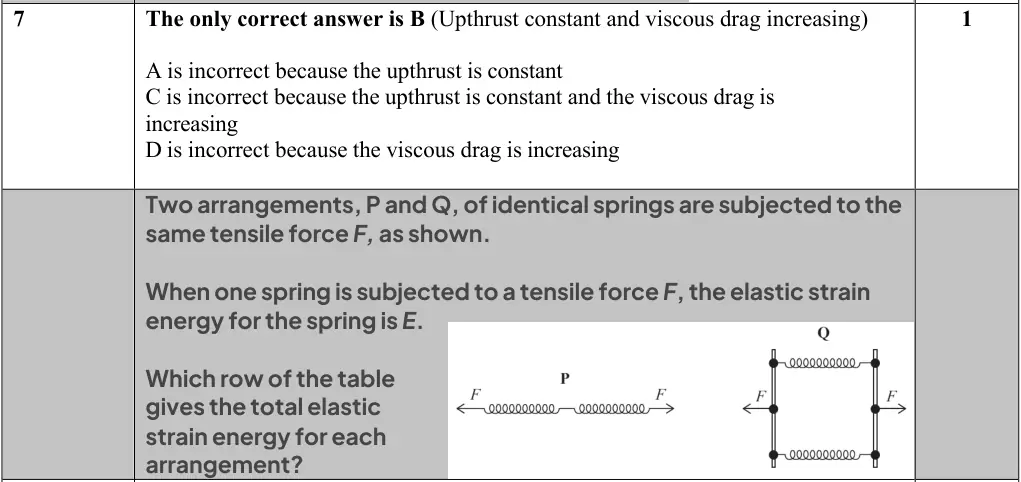 7
The only correct answer is B (Upthrust constant and viscous drag increasing)
1
A is incorrect because the upthrust is constant
C is incorrect because the upthrust is constant and the viscous drag is
increasing
D is incorrect because the viscous drag is increasing
Two arrangements, P and Q, of identical springs are subjected to the
same tensile force F, as shown.
When one spring is subjected to a tensile force F, the elastic strain
energy for the spring is E.
Which row of the table
gives the total elastic
strain energy for each
arrangement?
P
F
F
Q
F
F